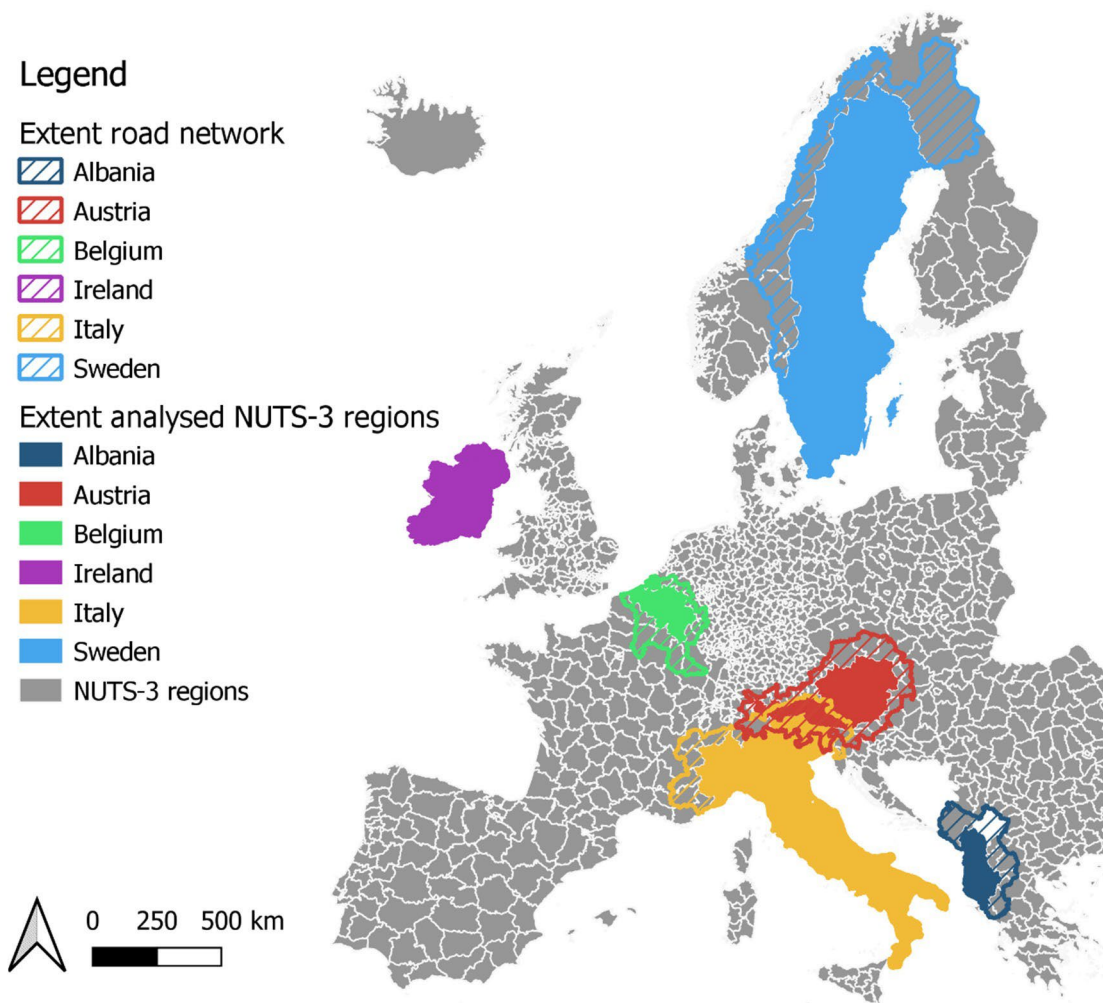 Legend
Extent road network
Albania
Austria
Belgium
Ireland
Italy
Sweden
Extent analysed NUTS-3 regions
Albania
Austria
Belgium
Ireland
Italy
Sweden
NUTS-3 regions
0 250 500 km